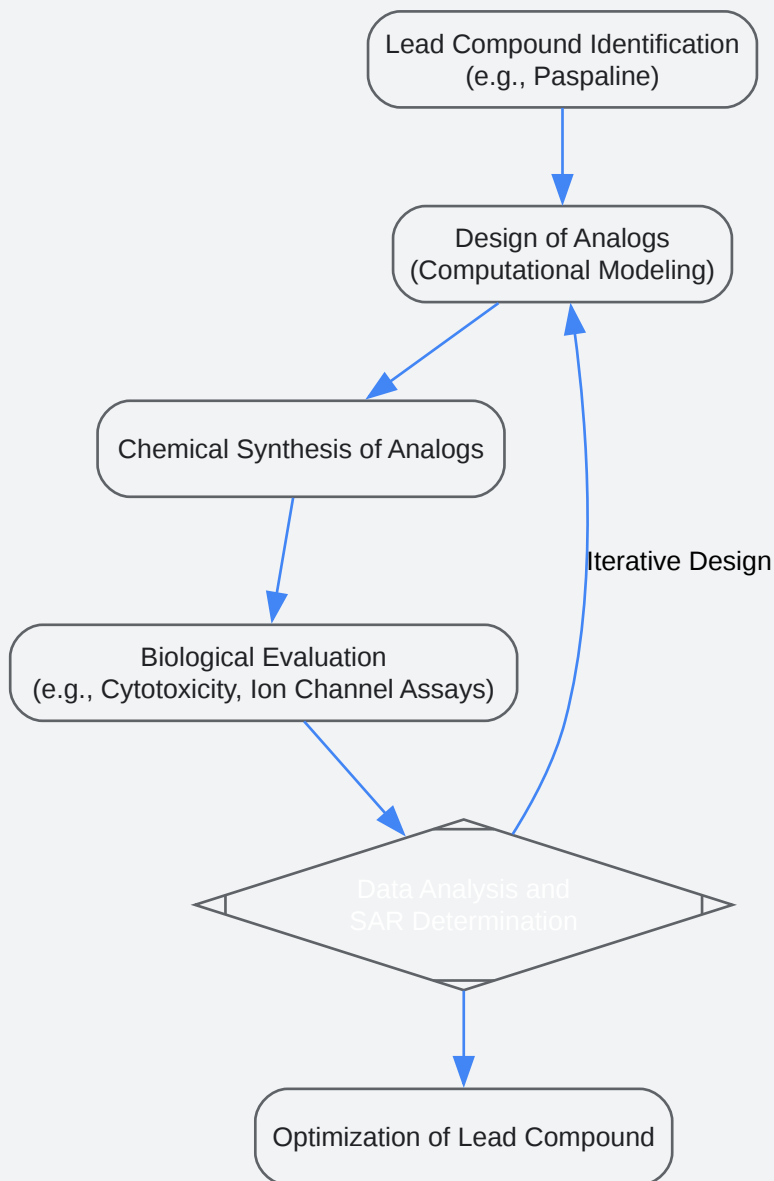 Lead Compound Identification
(e.g., Paspaline)
Design of Analogs
(Computational Modeling)
Chemical Synthesis of Analogs
Iterative Design
Biological Evaluation
(e.g., Cytotoxicity, Ion Channel Assays)
Data Analysis and
SAR Determination
Optimization of Lead Compound